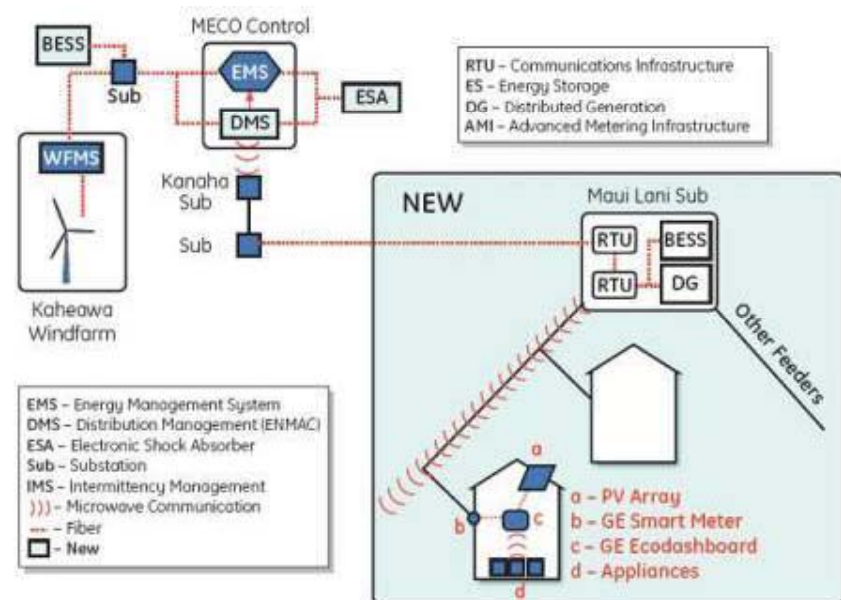 MECO Control
BESS
EMS
Sub
ESA
DMS
WFMS
Kanaha
Sub
Sub
Kaheawa
Windfarm
RTU – Communications Infrastructure
ES – Energy Storage
DG – Distributed Generation
AMI – Advanced Metering Infrastructure
NEW
Maui Lani Sub
RTU
BESS
RTU
DG
Other Feeders
EMS – Energy Management System
DMS – Distribution Management (ENMAC)
ESA – Electronic Shock Absorber
Sub – Substation
IMS – Intermittency Management
))) – Microwave Communication
– Fiber
– New
a
b
c
d
a – PV Array
b – GE Smart Meter
c – GE Ecodashboard
d – Appliances